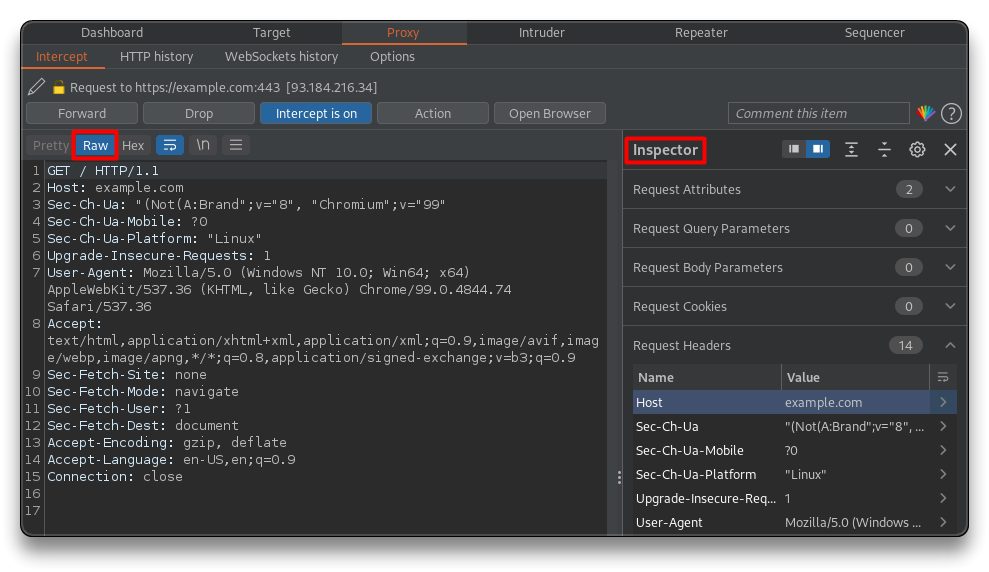 Dashboard Target Proxy Intruder Repeater Sequencer
Intercept HTTP history WebSockets history Options
Request to https://example.com:443 [93.184.216.34]
Forward Drop Intercept is on Action Open Browser Comment this item ?
Pretty Raw Hex \n
1 GET / HTTP/1.1
2 Host: example.com
3 Sec-Ch-Ua: "(Not(A:Brand";v="8", "Chromium";v="99"
4 Sec-Ch-Ua-Mobile: ?0
5 Sec-Ch-Ua-Platform: "Linux"
6 Upgrade-Insecure-Requests: 1
7 User-Agent: Mozilla/5.0 (Windows NT 10.0; Win64; x64)
AppleWebKit/537.36 (KHTML, like Gecko) Chrome/99.0.4844.74
Safari/537.36
8 Accept:
text/html,application/xhtml+xml,application/xml;q=0.9,image/avif,imag
e/webp,image/apng,*/*;q=0.8,application/signed-exchange;v=b3;q=0.9
9 Sec-Fetch-Site: none
10 Sec-Fetch-Mode: navigate
11 Sec-Fetch-User: ?1
12 Sec-Fetch-Dest: document
13 Accept-Encoding: gzip, deflate
14 Accept-Language: en-US,en;q=0.9
15 Connection: close
16
17
Inspector
Request Attributes 2
Request Query Parameters 0
Request Body Parameters 0
Request Cookies 0
Request Headers 14
Name Value
Host example.com
Sec-Ch-Ua "(Not(A:Brand";v="8", ...
Sec-Ch-Ua-Mobile ?0
Sec-Ch-Ua-Platform "Linux"
Upgrade-Insecure-Req... 1
User-Agent Mozilla/5.0 (Windows ...